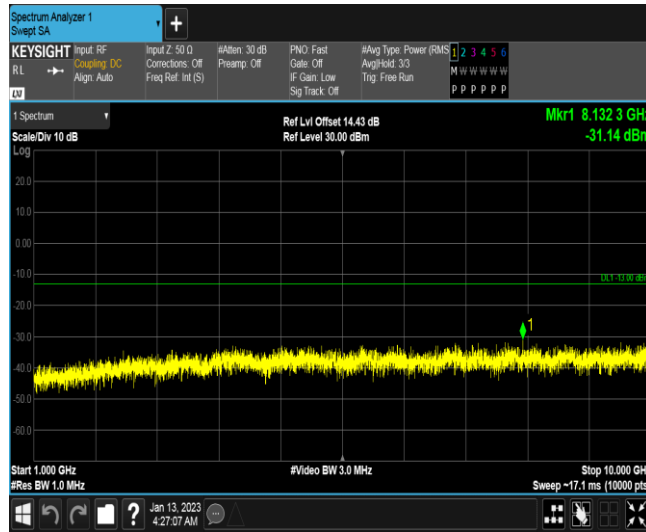 Spectrum Analyzer 1
Swept SA
+
KEYSIGHT
RL
LXI
Input: RF
Coupling: DC
Align: Auto
Input Z: 50 Ω
Corrections: Off
Freq Ref: Int (S)
#Atten: 30 dB
Preamp: Off
PNO: Fast
Gate: Off
IF Gain: Low
Sig Track: Off
#Avg Type: Power (RMS
Avg|Hold: 3/3
Trig: Free Run
1 2 3 4 5 6
M W W W W W
P P P P P P
1 Spectrum
Scale/Div 10 dB
Ref Lvl Offset 14.43 dB
Ref Level 30.00 dBm
Mkr1 8.132 3 GHz
-31.14 dBm
Log
20.0
10.0
0.00
-10.0
DL1 -13.00 dBm
-20.0
-30.0
1
-40.0
-50.0
-60.0
Start 1.000 GHz
#Res BW 1.0 MHz
#Video BW 3.0 MHz
Stop 10.000 GHz
Sweep ~17.1 ms (10000 pts
?
Jan 13, 2023
4:27:07 AM